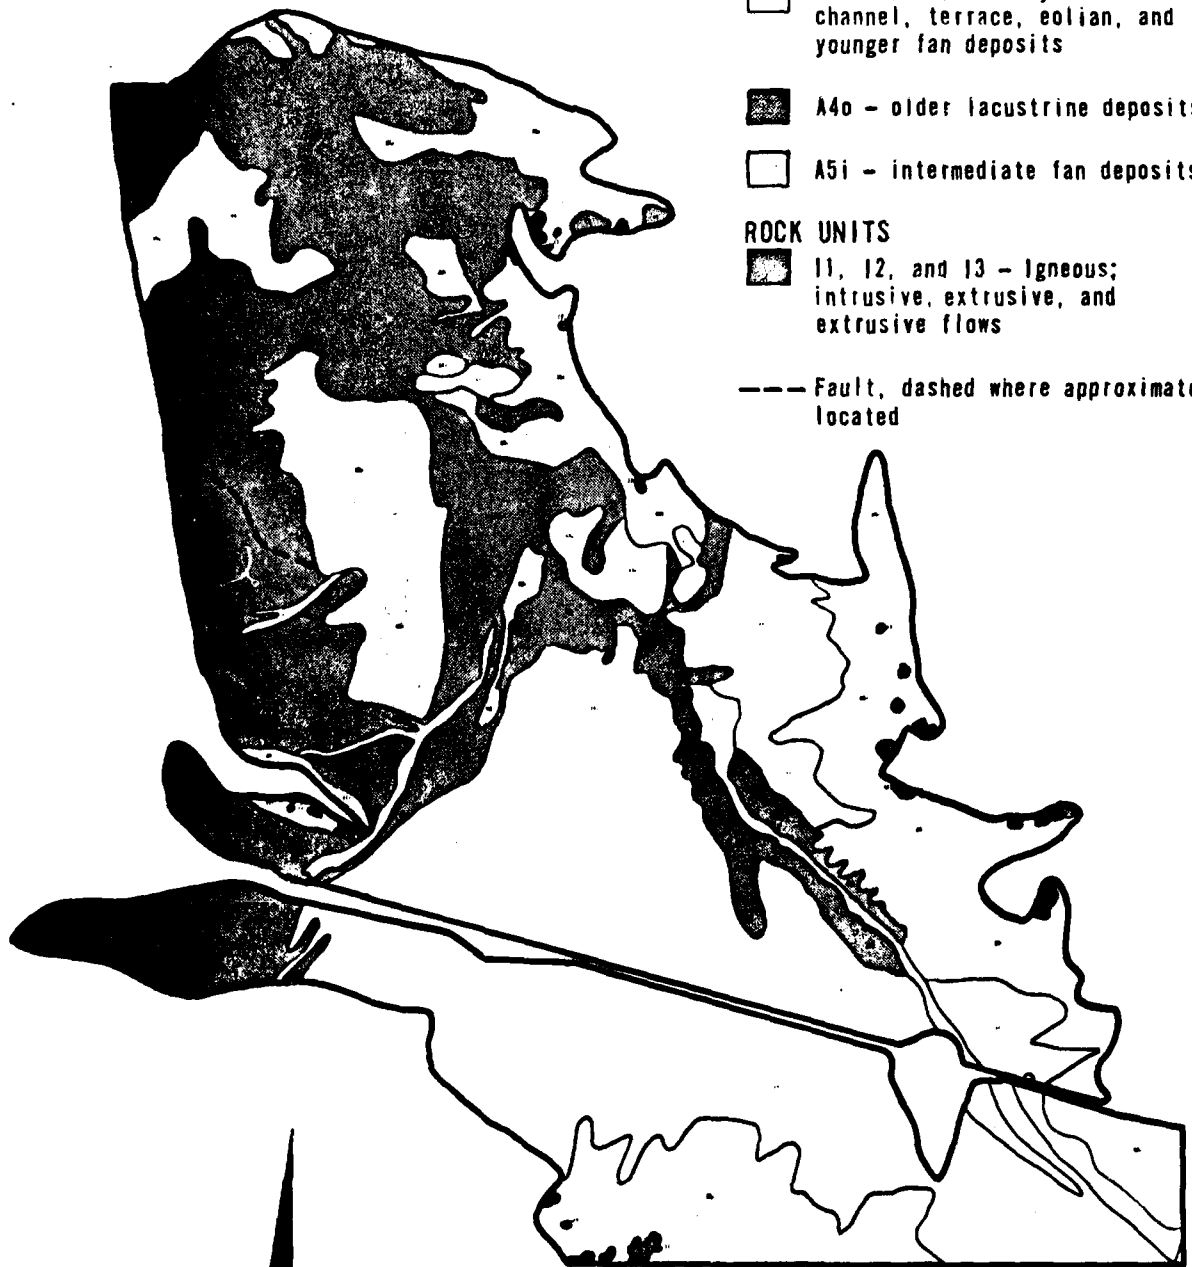 channel, terrace, eolian, and
younger fan deposits
A4o - older lacustrine deposits
A5i - intermediate fan deposits
ROCK UNITS
I1, I2, and I3 - Igneous;
intrusive, extrusive, and
extrusive flows
Fault, dashed where approximate
located